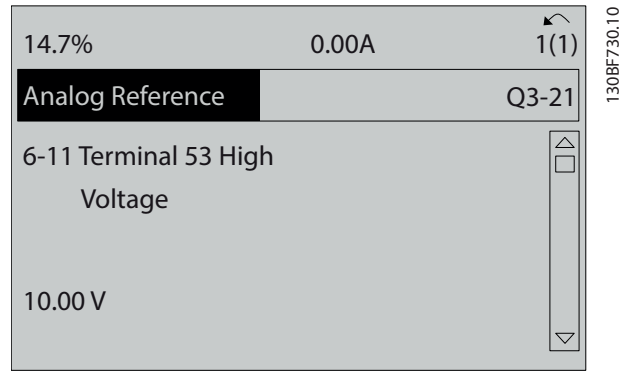 14.7% 0.00A 1(1)
Analog Reference Q3-21
6-11 Terminal 53 High
Voltage
10.00 V
130BF730.10